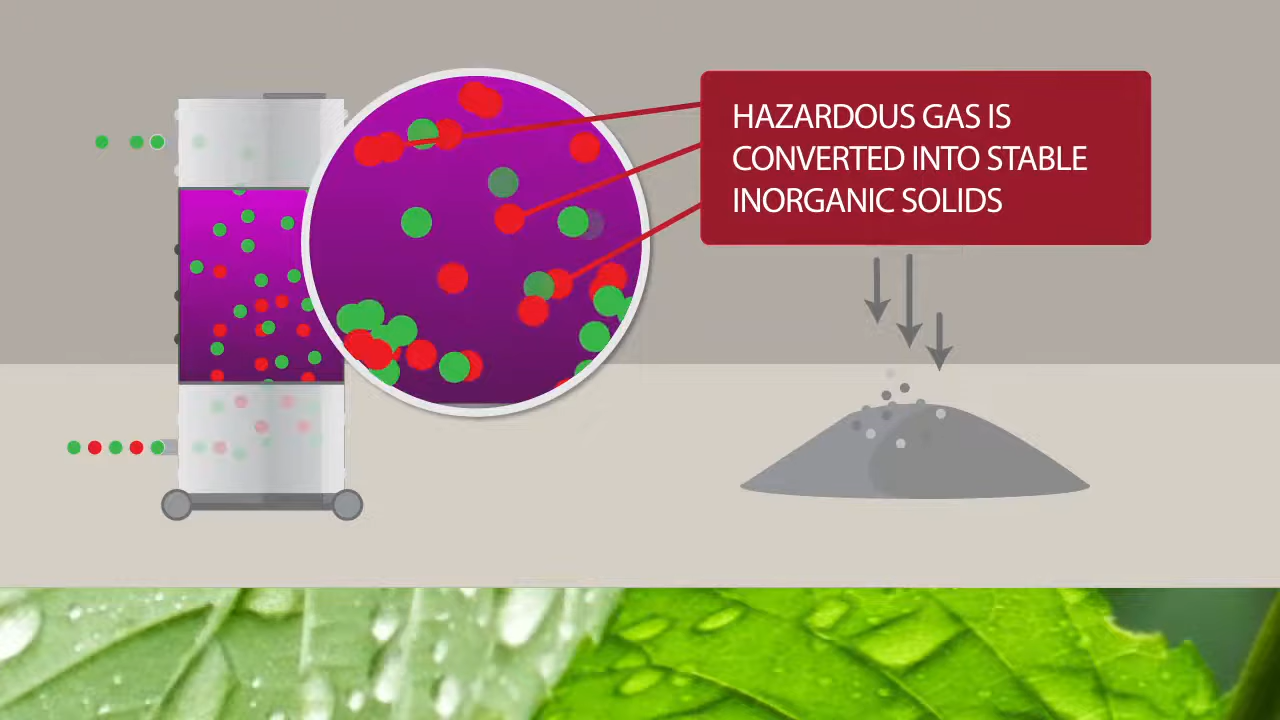 HAZARDOUS GAS IS
CONVERTED INTO STABLE
INORGANIC SOLIDS